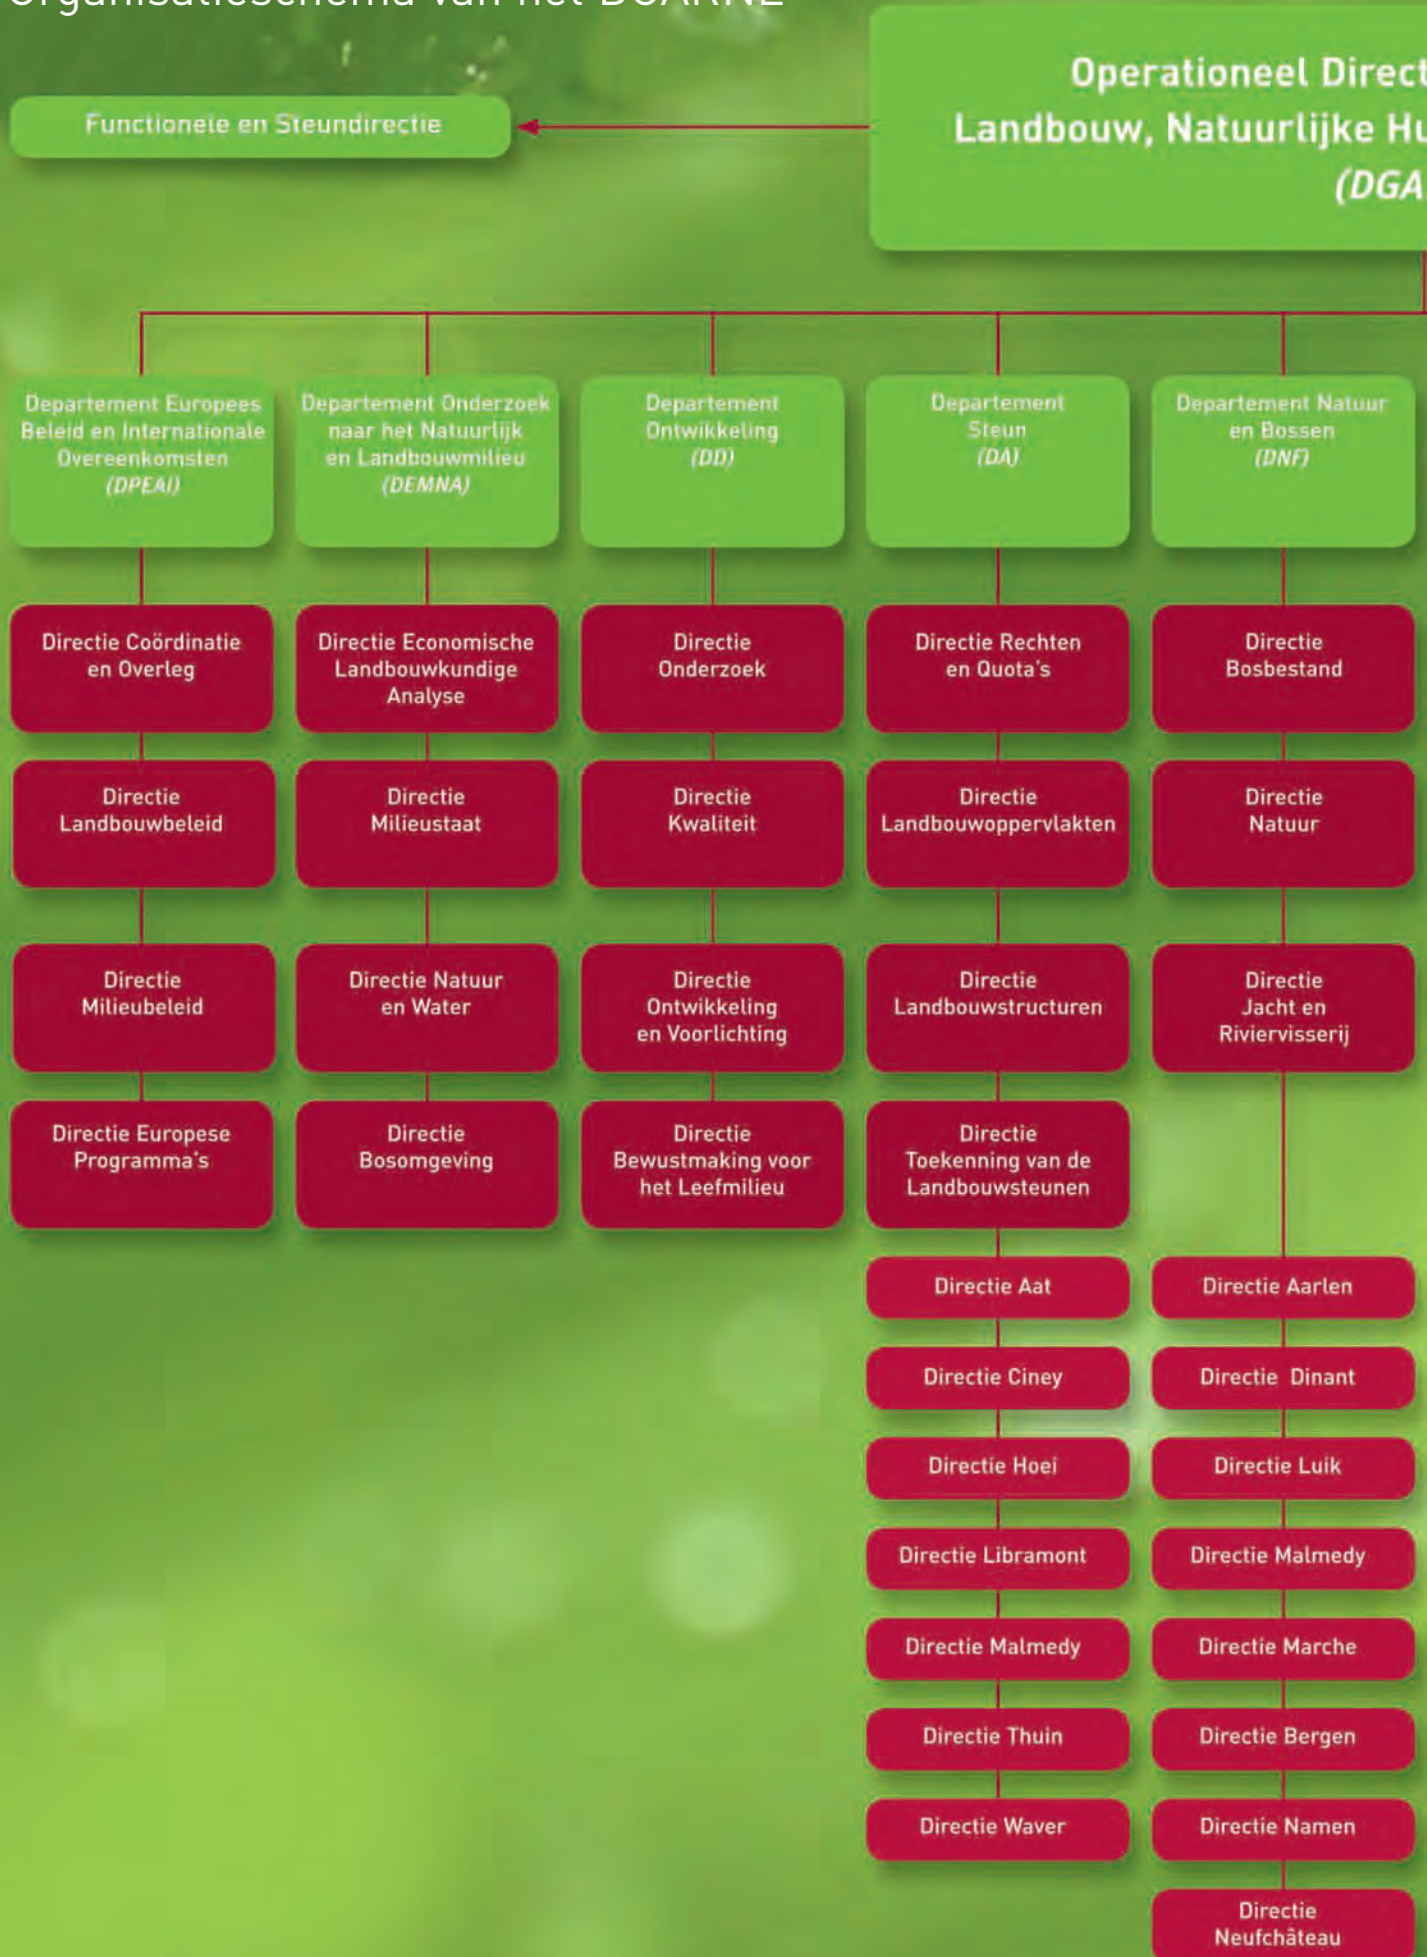 Organisatieschema van het DGARNE
Operationeel Direct
Landbouw, Natuurlijke Hu
(DGA
Functionele en Steundirectie
Departement Europees
Beleid en Internationale
Overeenkomsten
(DPEAI)
Departement Onderzoek
naar het Natuurlijk
en Landbouwmilieu
(DEMNA)
Departement
Ontwikkeling
(DD)
Departement
Steun
(DA)
Departement Natuur
en Bossen
(DNF)
Directie Coördinatie
en Overleg
Directie Economische
Landbouwkundige
Analyse
Directie
Onderzoek
Directie Rechten
en Quota's
Directie
Bosbestand
Directie
Landbouwbeleid
Directie
Milieustaat
Directie
Kwaliteit
Directie
Landbouwoppervlakten
Directie
Natuur
Directie
Milieubeleid
Directie Natuur
en Water
Directie
Ontwikkeling
en Voorlichting
Directie
Landbouwstructuren
Directie
Jacht en
Riviervisserij
Directie Europese
Programma's
Directie
Bosomgeving
Directie
Bewustmaking voor
het Leefmilieu
Directie
Toekenning van de
Landbouwsteunen
Directie Aat
Directie Aarlen
Directie Ciney
Directie Dinant
Directie Hoei
Directie Luik
Directie Libramont
Directie Malmedy
Directie Malmedy
Directie Marche
Directie Thuin
Directie Bergen
Directie Waver
Directie Namen
Directie
Neufchâteau